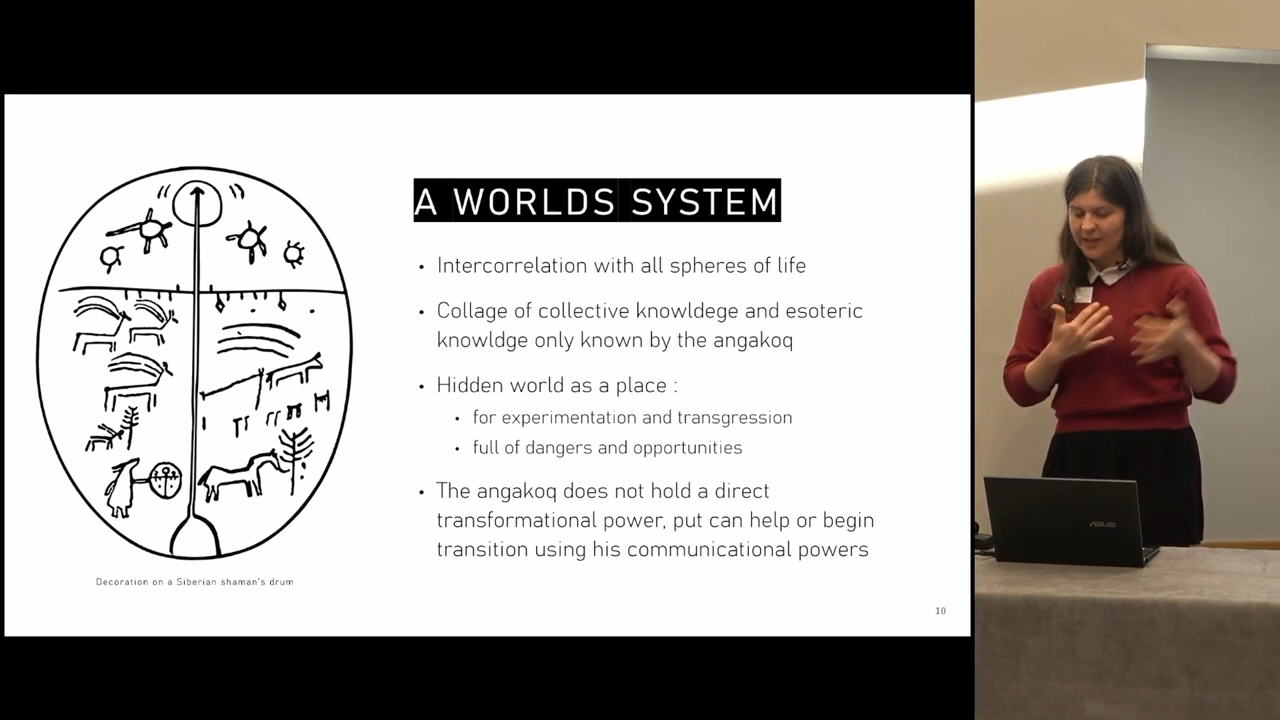 A WORLDS SYSTEM
• Intercorrelation with all spheres of life
• Collage of collective knowldege and esoteric
knowldge only known by the angakoq
• Hidden world as a place :
• for experimentation and transgression
• full of dangers and opportunities
• The angakoq does not hold a direct
transformational power, put can help or begin
transition using his communicational powers
Decoration on a Siberian shaman's drum
10
ASUS